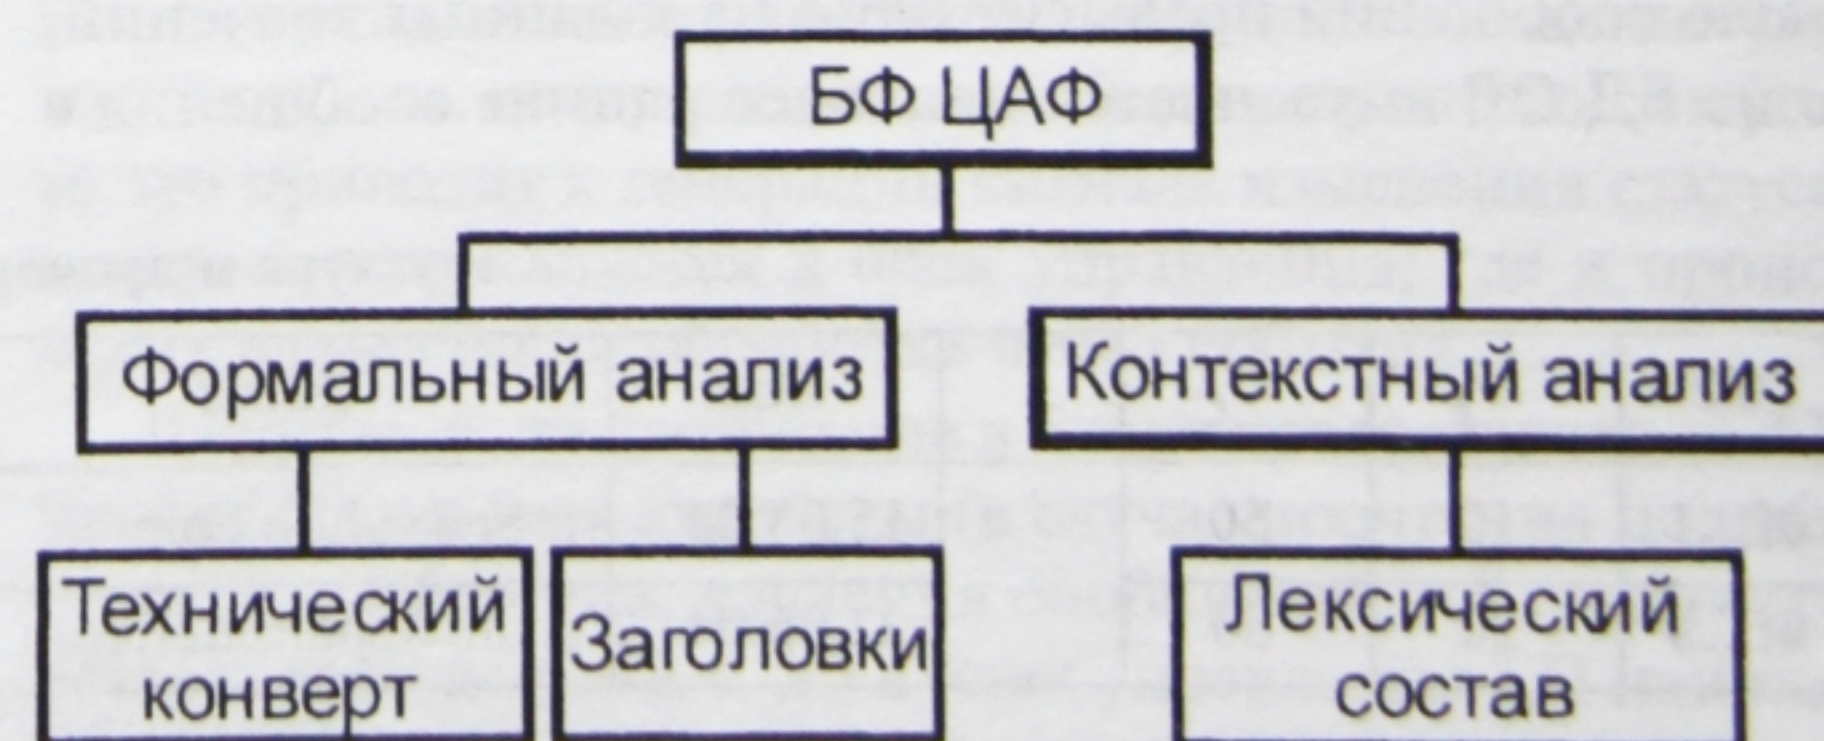 БФ ЦАФ
Формальный анализ
Контекстный анализ
Технический
конверт
Заголовки
Лексический
состав